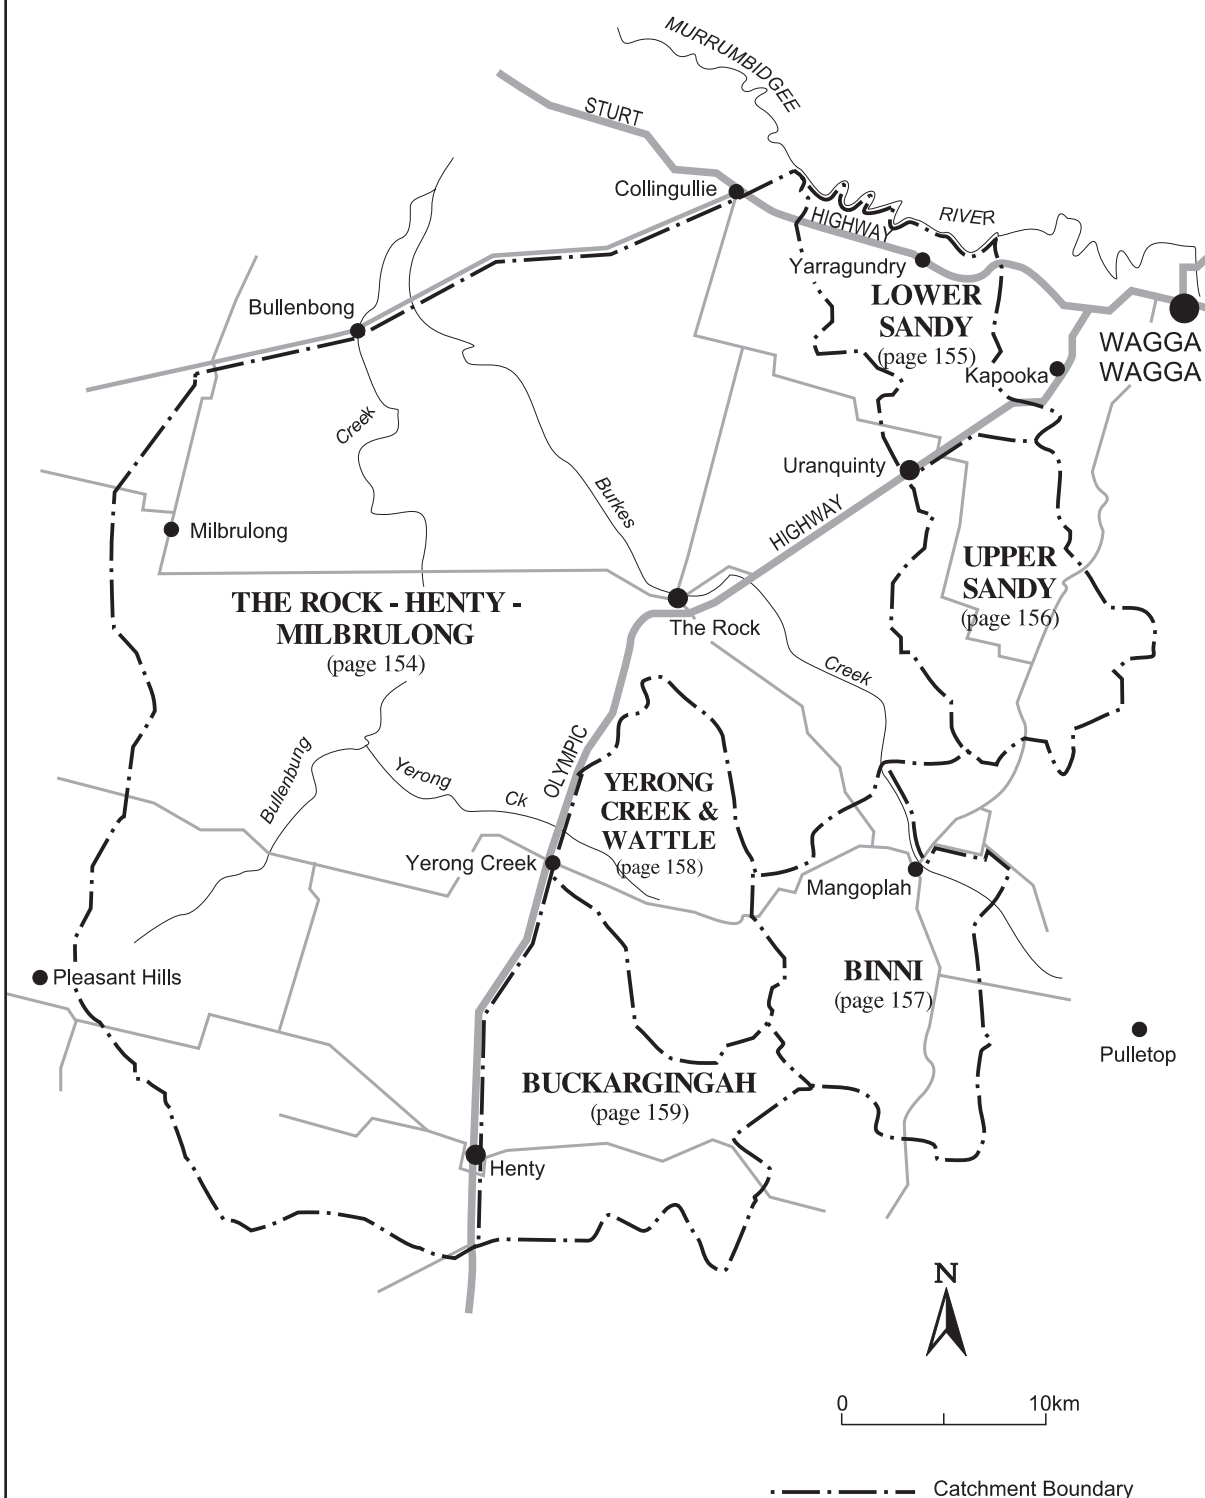 MURRUMBIDGEE
STURT
Collingullie
HIGHWAY
RIVER
Yarragundry
LOWER
SANDY
(page 155)
Bullenbong
WAGGA
WAGGA
Kapooka
Creek
Uranquinty
Burkes
HIGHWAY
Milbrulong
UPPER
SANDY
(page 156)
THE ROCK - HENTY -
MILBRULONG
(page 154)
The Rock
Creek
Bullenbung
Yerong
Ck
OLYMPIC
YERONG
CREEK &
WATTLE
(page 158)
Yerong Creek
Mangoplah
Pleasant Hills
BINNI
(page 157)
Pulletop
BUCKARGINGAH
(page 159)
Henty
N
0 10km
Catchment Boundary